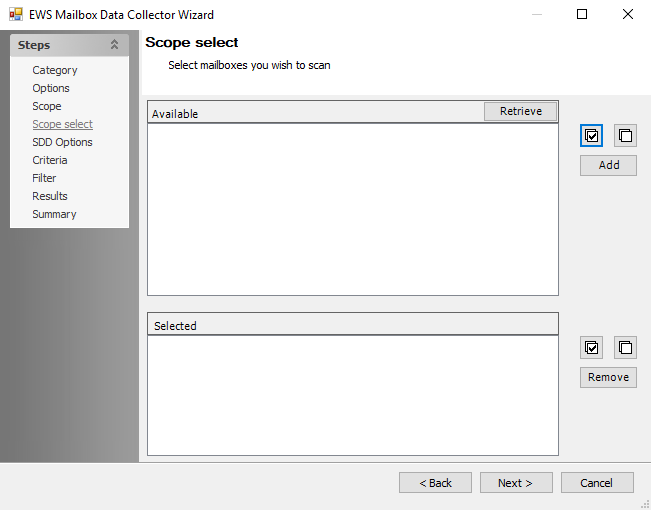 EWS Mailbox Data Collector Wizard
Steps
Category
Options
Scope
Scope select
SDD Options
Criteria
Filter
Results
Summary
Scope select
Select mailboxes you wish to scan
Available
Retrieve
Add
Selected
Remove
< Back
Next >
Cancel